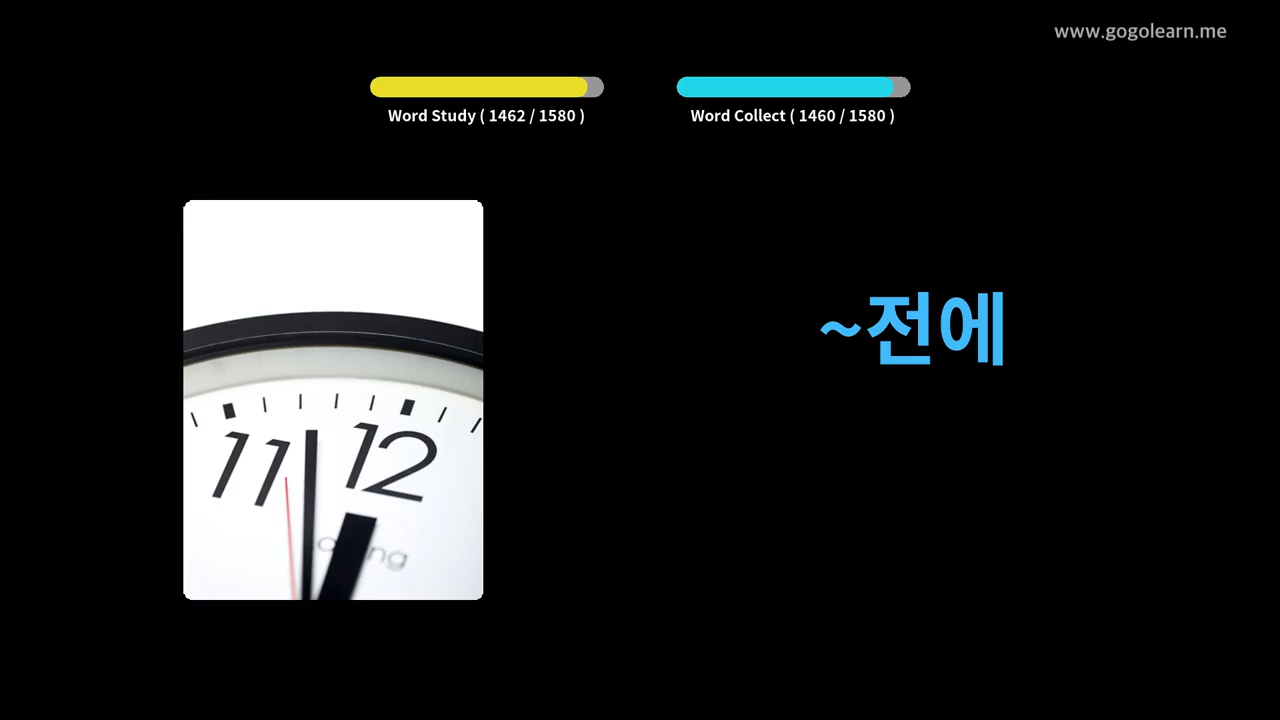 www.gogolearn.me
Word Study ( 1462 / 1580 )
Word Collect ( 1460 / 1580 )
~전에
11
12